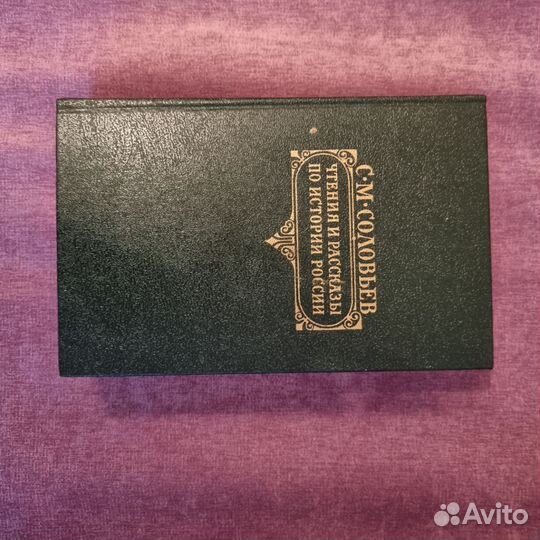 С·М·СОЛОВЬЕВ
ЧТЕНИЯ И РАССКАЗЫ
ПО ИСТОРИИ РОССИИ
Avito